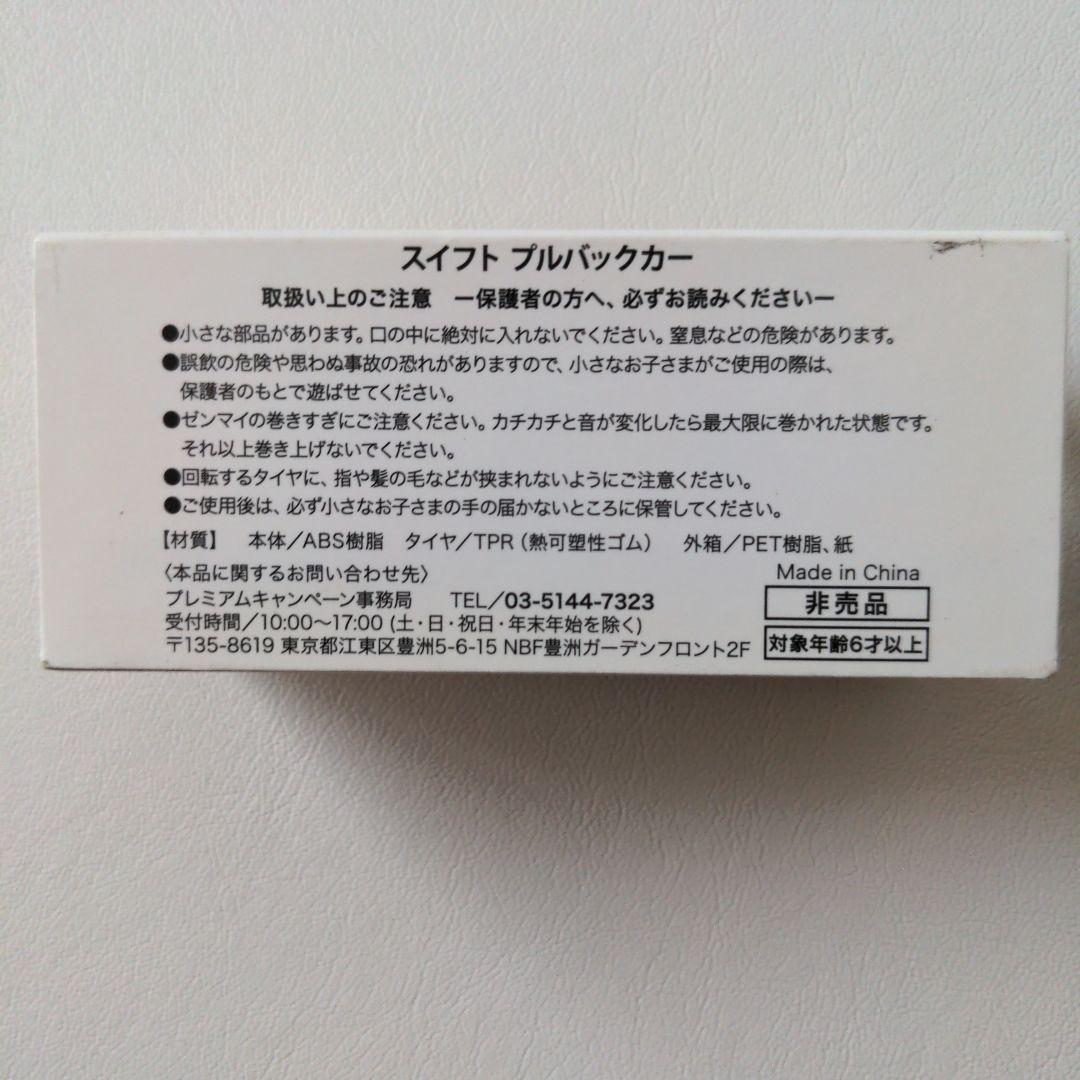 スイフト プルバックカー
取扱い上のご注意　ー保護者の方へ、必ずお読みくださいー
●小さな部品があります。口の中に絶対に入れないでください。窒息などの危険があります。
●誤飲の危険や思わぬ事故の恐れがありますので、小さなお子さまがご使用の際は、
保護者のもとで遊ばせてください。
●ゼンマイの巻きすぎにご注意ください。カチカチと音が変化したら最大限に巻かれた状態です。
それ以上巻き上げないでください。
●回転するタイヤに、指や髪の毛などが挟まれないようにご注意ください。
●ご使用後は、必ず小さなお子さまの手の届かないところに保管してください。
【材質】　本体／ABS樹脂　タイヤ／TPR（熱可塑性ゴム）　外箱／PET樹脂、紙
〈本品に関するお問い合わせ先〉
プレミアムキャンペーン事務局　TEL／03-5144-7323
受付時間／10:00～17:00 (土・日・祝日・年末年始を除く)
〒135-8619 東京都江東区豊洲5-6-15 NBF豊洲ガーデンフロント2F
Made in China
非売品
対象年齢6才以上